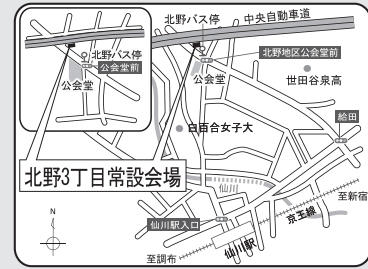 北野バス停
公会堂前
公会堂
北野バス停
中央自動車道
北野地区公会堂前
公会堂
世田谷泉高
白百合女子大
給田
北野3丁目常設会場
仙川
至新宿
N
仙川駅入口
京王線
仙川駅
至調布